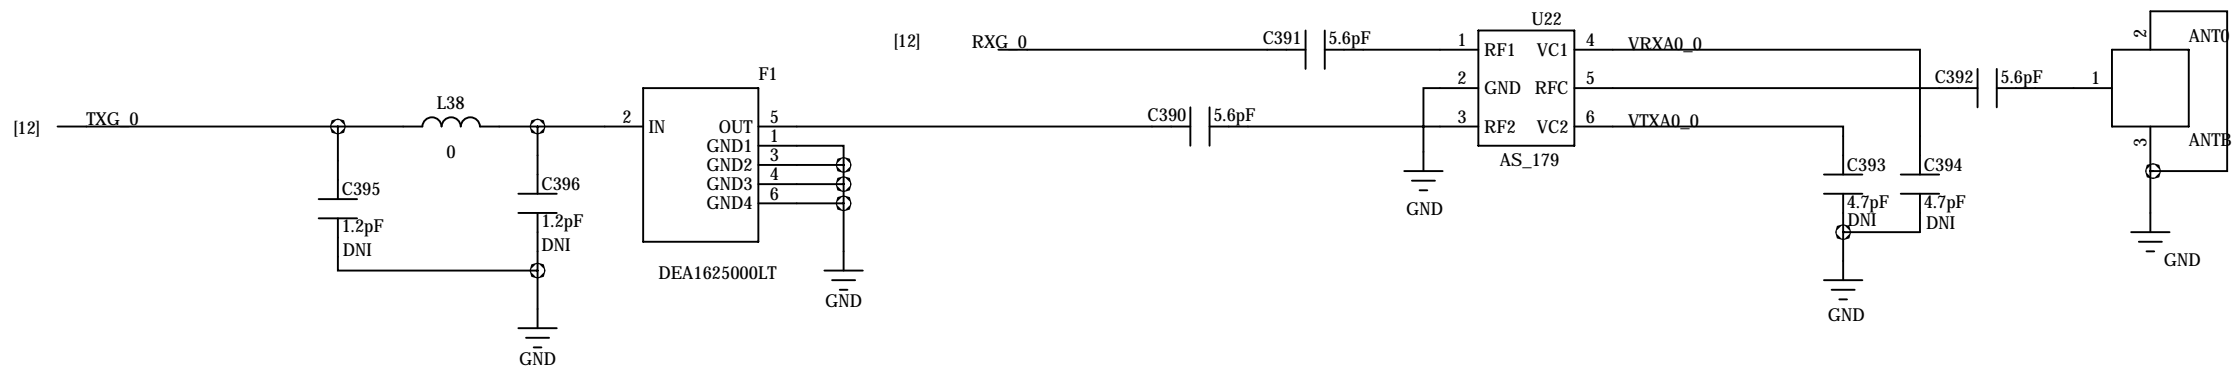 [12]
TXG_0
L38
0
C395
1.2pF
DNI
C396
1.2pF
DNI
GND
F1
2
IN
OUT
5
GND1
1
GND2
3
GND3
4
GND4
6
DEA1625000LT
GND
[12]
RXG_0
C391
5.6pF
C390
5.6pF
U22
1
RF1
VC1
4
VRXA0_0
2
GND
RFC
5
3
RF2
VC2
6
VTXA0_0
AS_179
GND
C392
5.6pF
1
2
ANT0
3
ANTB
GND
C393
4.7pF
DNI
C394
4.7pF
DNI
GND